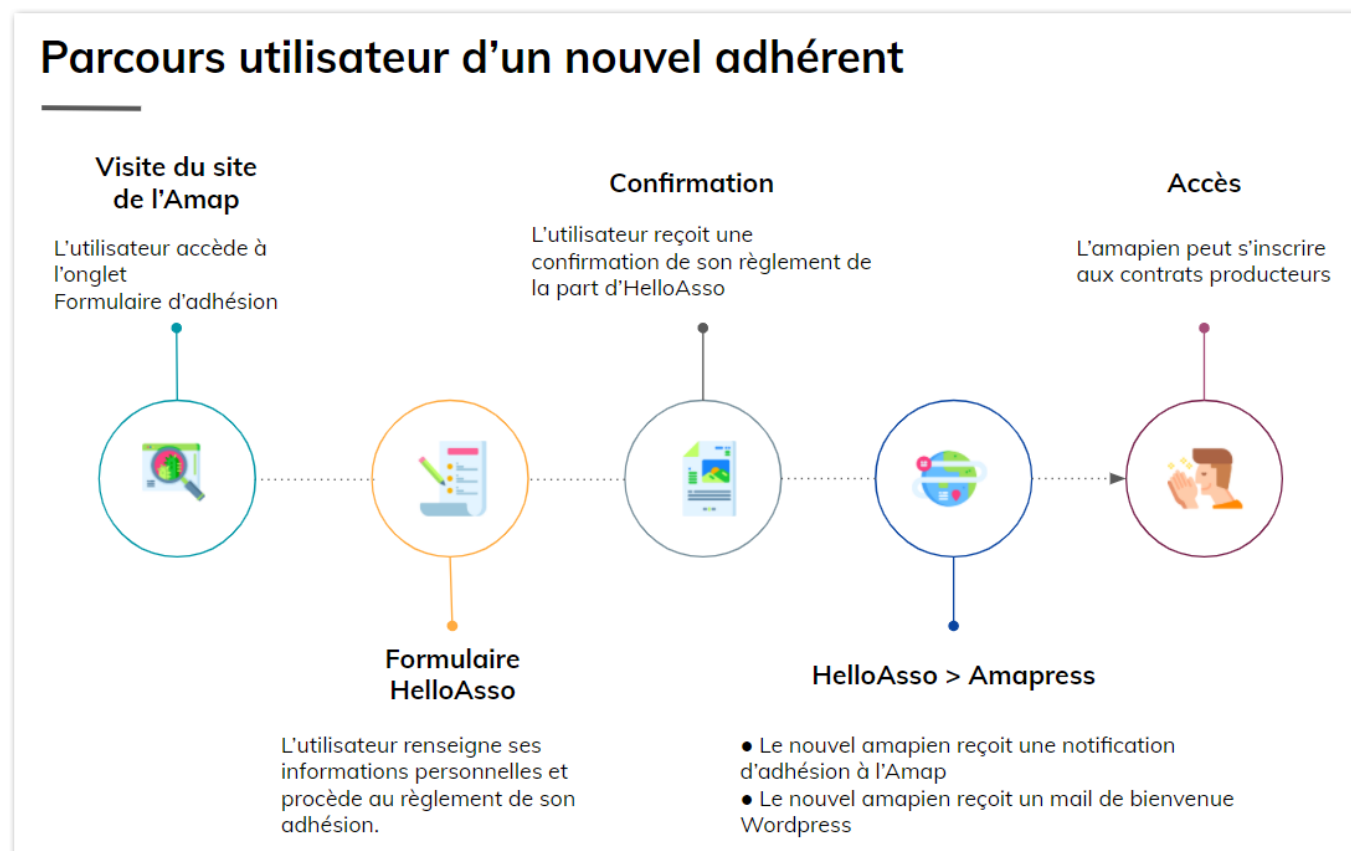 Parcours utilisateur d’un nouvel adhérent
Visite du site
de l’Amap
L’utilisateur accède à
l’onglet
Formulaire d’adhésion
Formulaire
HelloAsso
L’utilisateur renseigne ses
informations personnelles et
procède au règlement de son
adhésion.
Confirmation
L’utilisateur reçoit une
confirmation de son règlement de
la part d’HelloAsso
HelloAsso > Amapress
● Le nouvel amapien reçoit une notification
d’adhésion à l’Amap
● Le nouvel amapien reçoit un mail de bienvenue
Wordpress
Accès
L’amapien peut s’inscrire
aux contrats producteurs